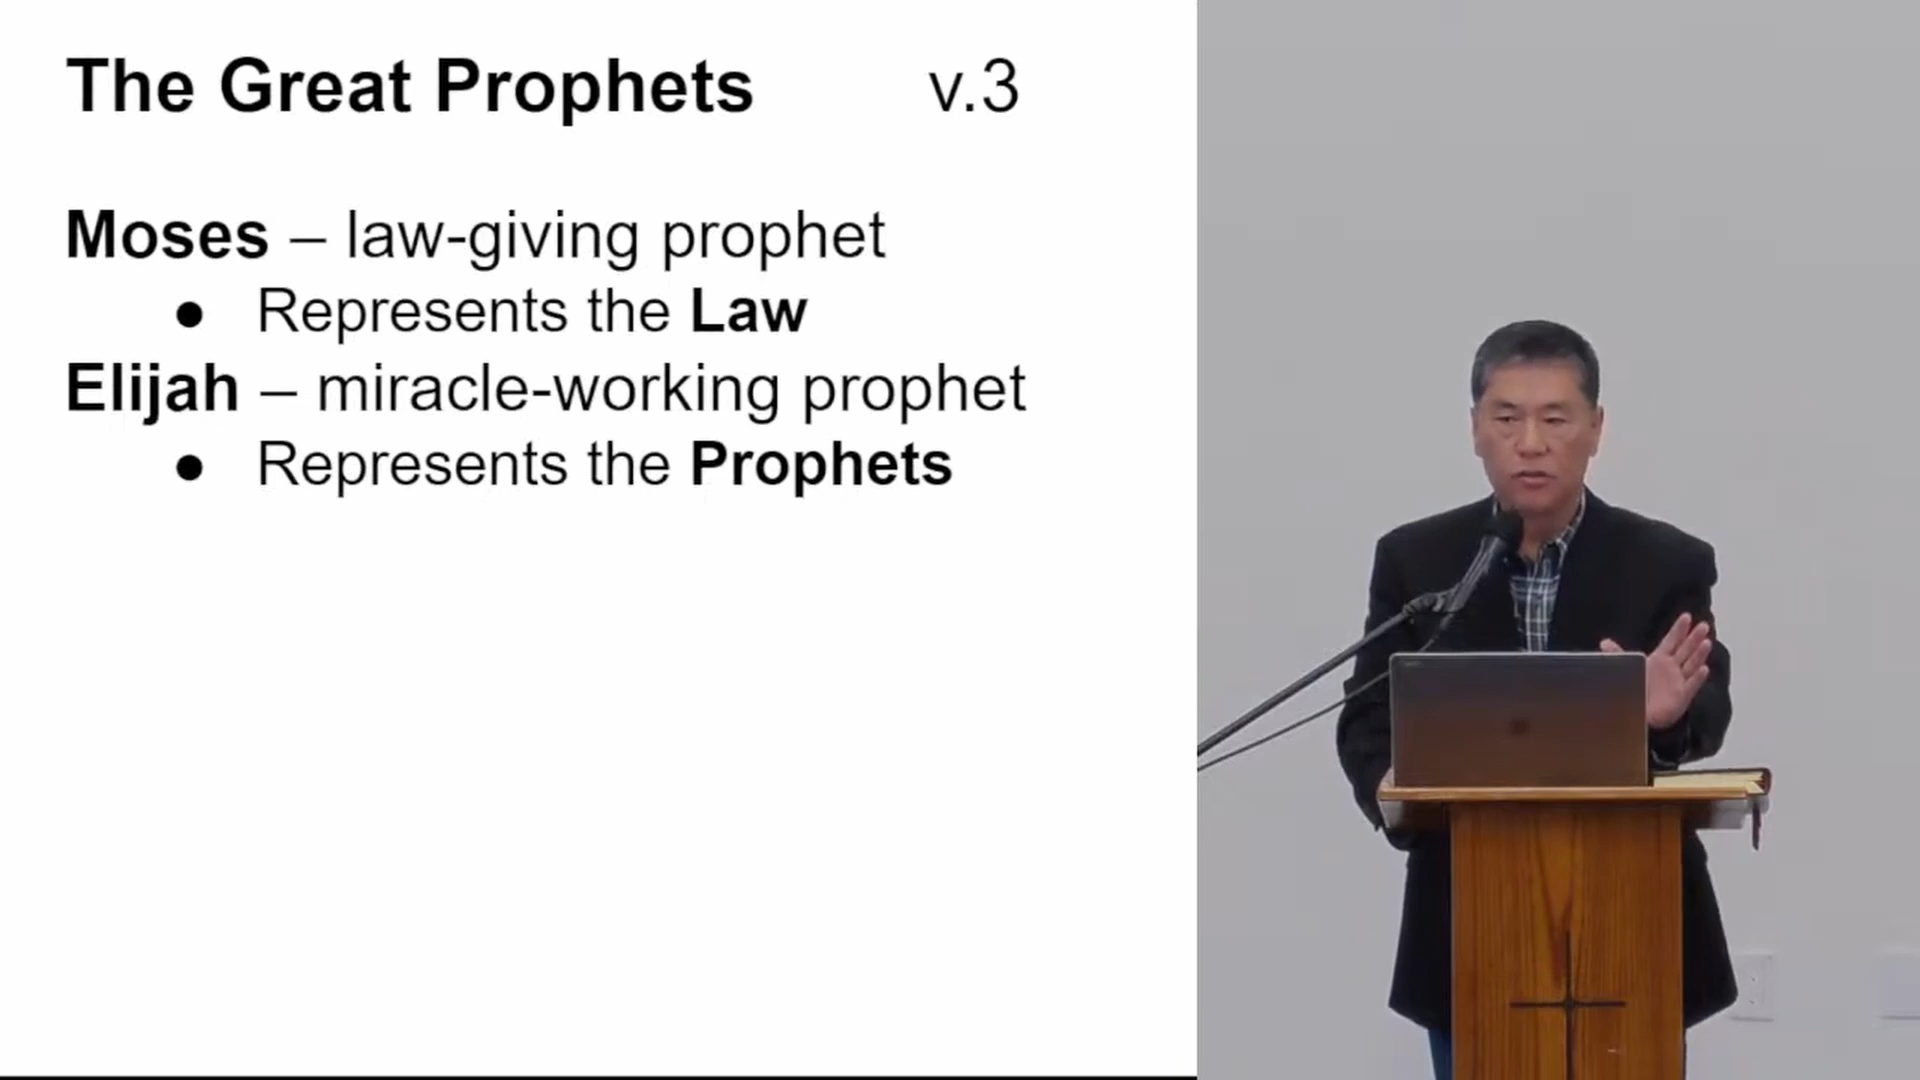 The Great Prophets v.3
Moses – law-giving prophet
● Represents the Law
Elijah – miracle-working prophet
● Represents the Prophets